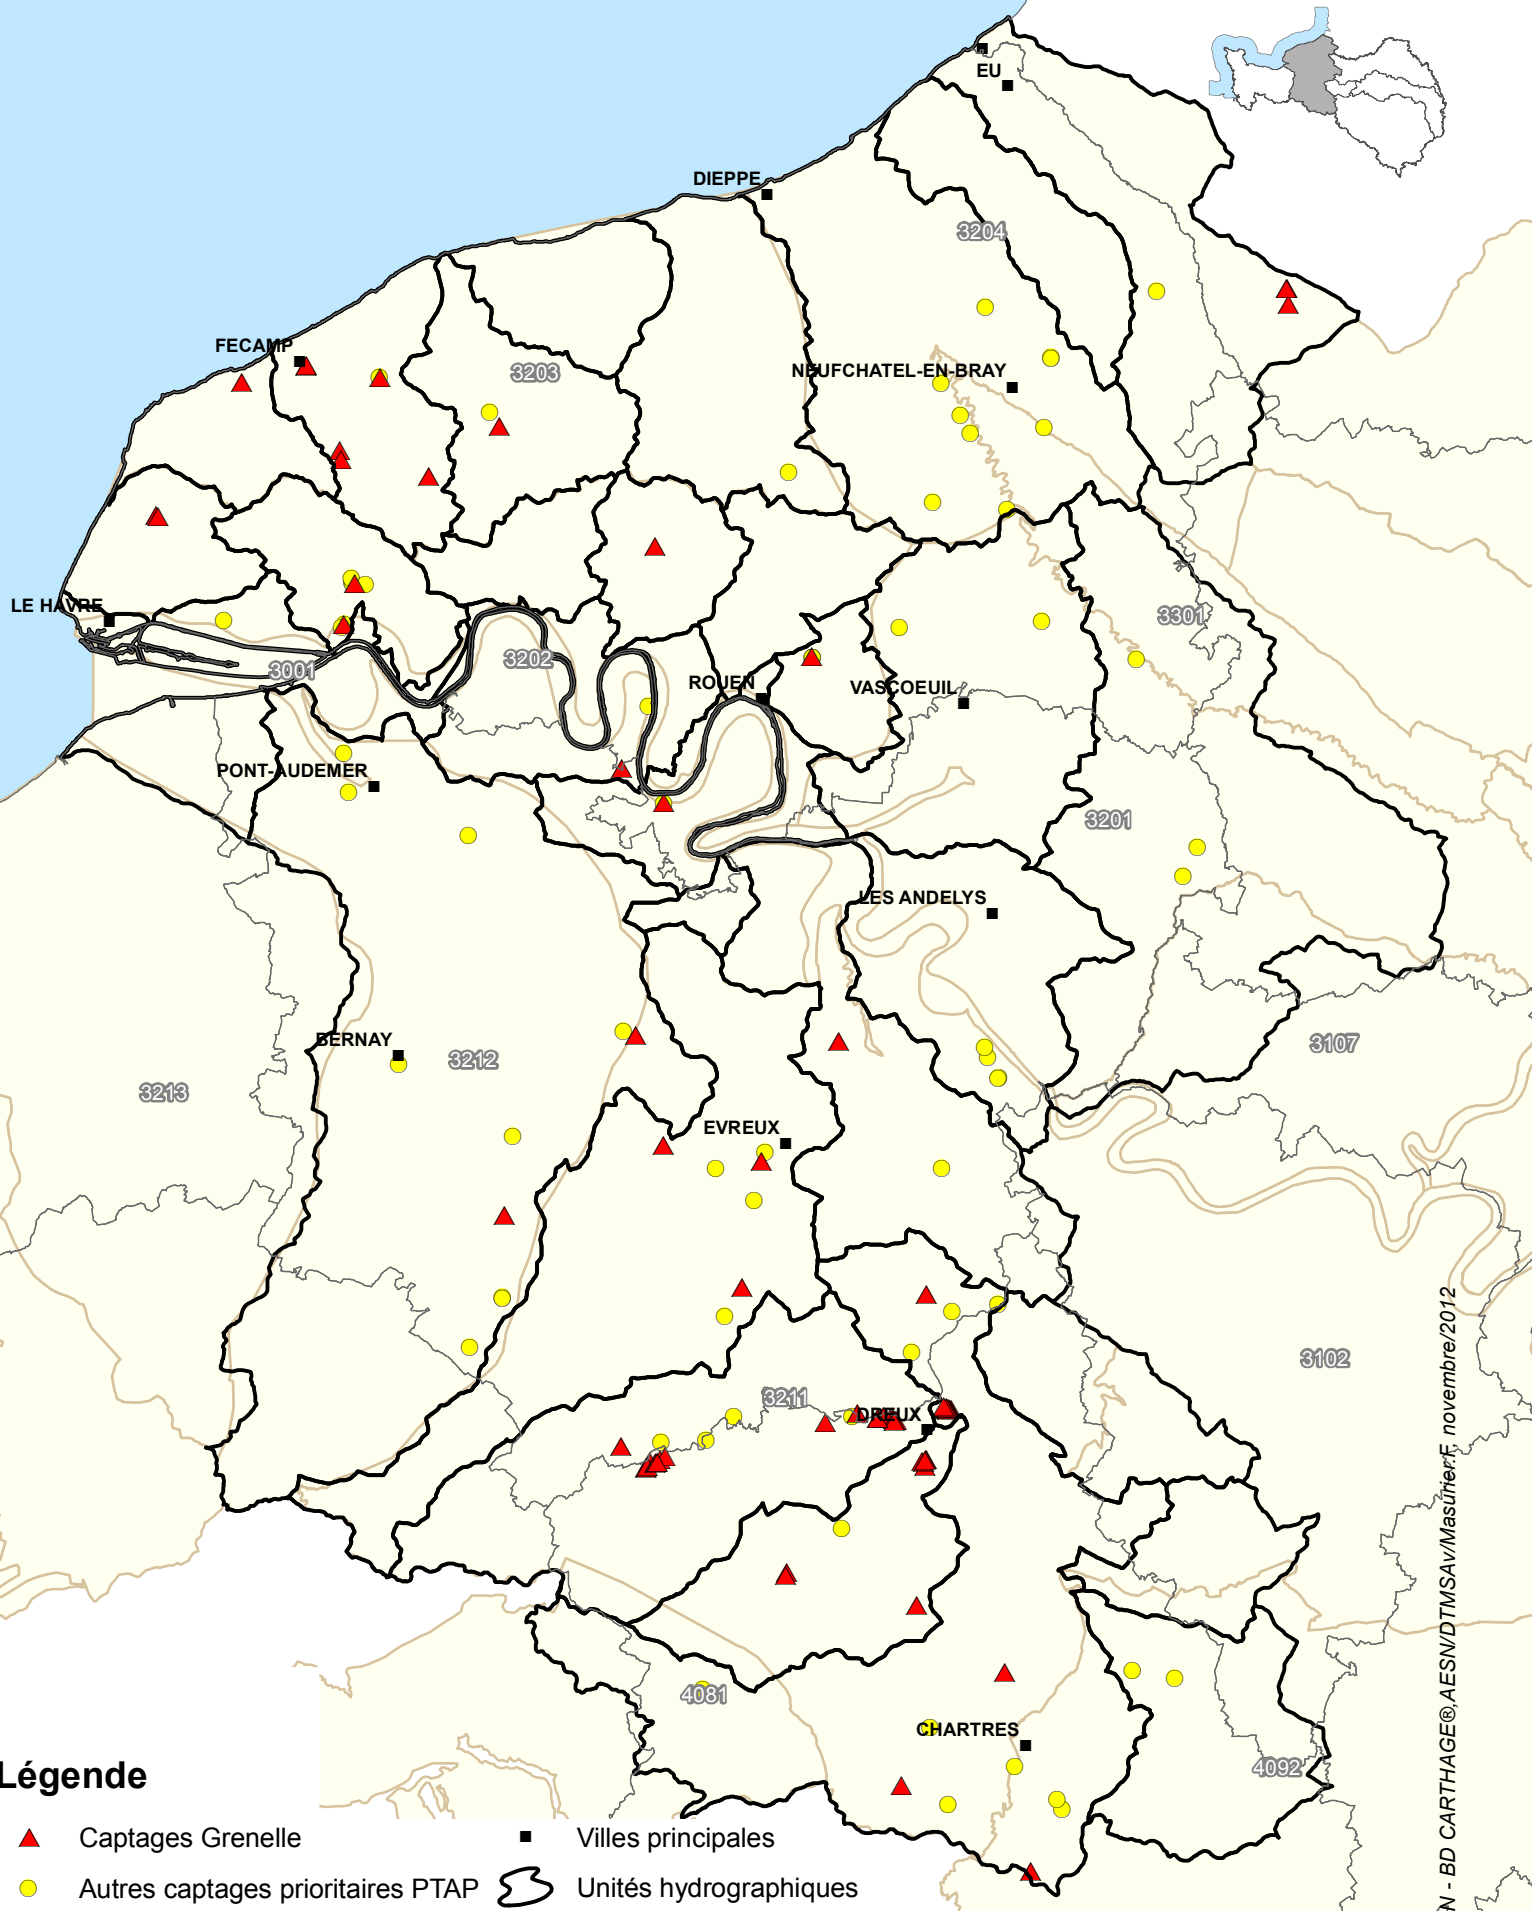 EU
DIEPPE
3204
FECAMP
3203
NEUFCHATEL-EN-BRAY
LE HAVRE
3301
3202
3001
ROUEN
VASCOEUIL
PONT-AUDEMER
3201
LES ANDELYS
BERNAY
3212
3107
3213
EVREUX
3102
3211
DREUX
4081
CHARTRES
4092
N - BD CARTHAGE®,AESN/DTMSAv/Masurier.F, novembre/2012
Légende
Captages Grenelle
Villes principales
Autres captages prioritaires PTAP
Unités hydrographiques